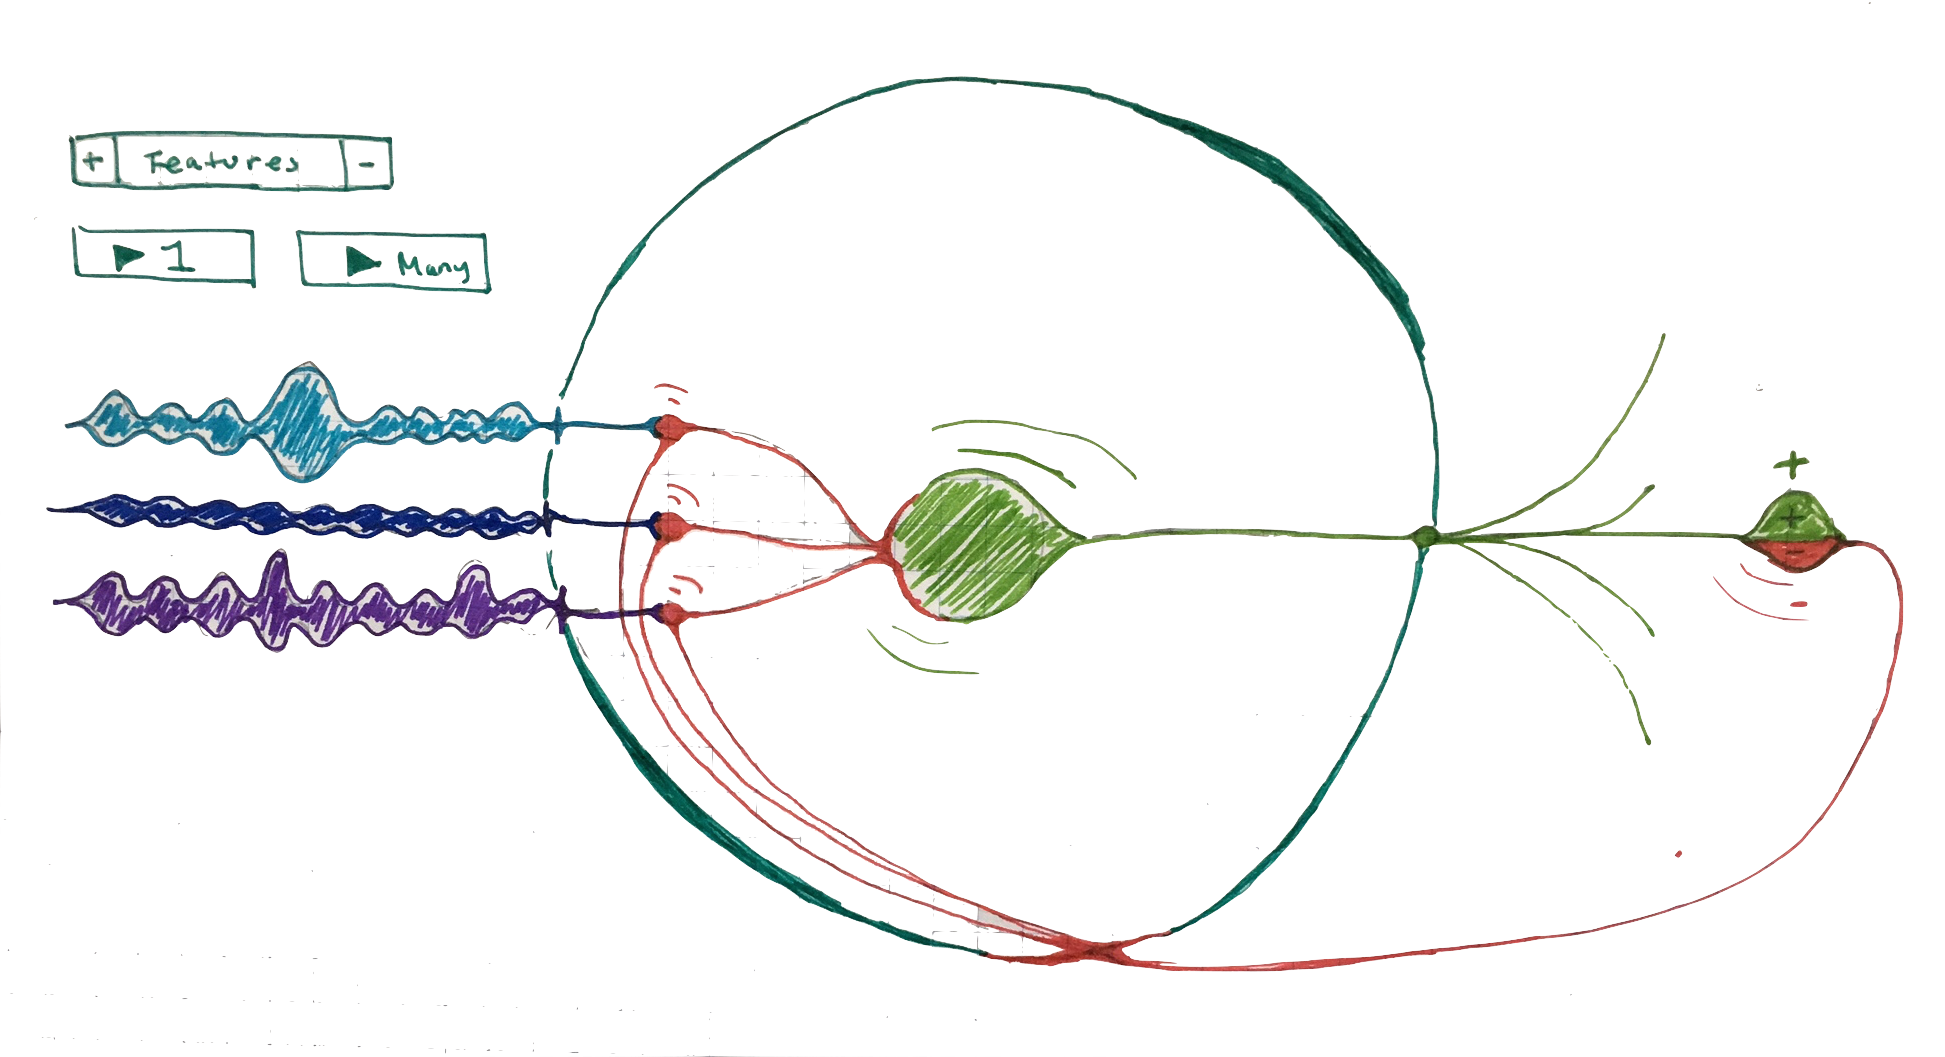 + Features -
▶ 1
▶ Many
+
+
-
-